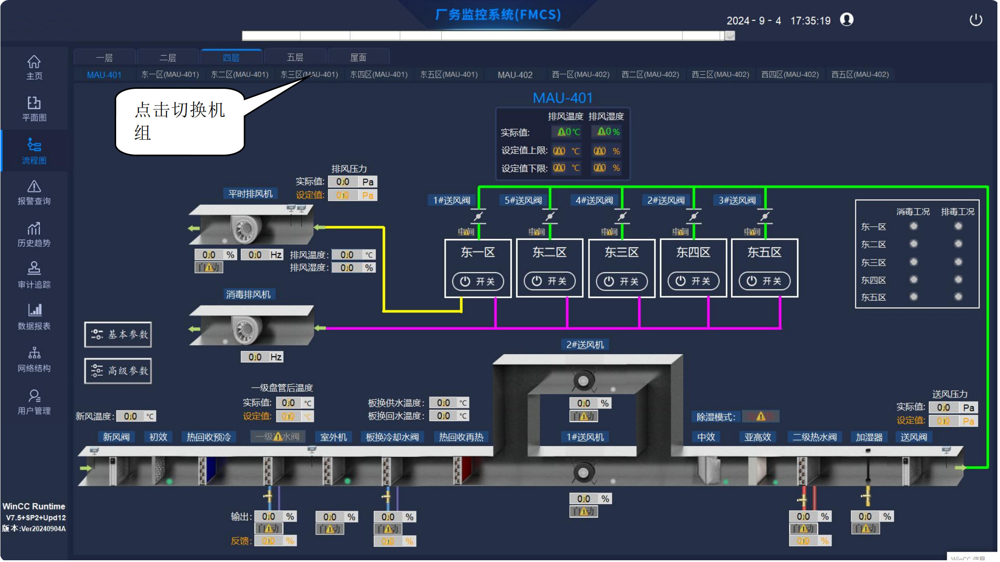 厂务监控系统(FMCS)
2024 - 9 - 4 17:35:19
一层 二层 四层 五层 屋面
MAU-401 东一区(MAU-401) 东二区(MAU-401) 东三区(MAU-401) 东四区(MAU-401) 东五区(MAU-401) MAU-402 西一区(MAU-402) 西二区(MAU-402) 西三区(MAU-402) 西四区(MAU-402) 西五区(MAU-402)
主页
平面图
流程图
报警查询
历史趋势
审计追踪
数据报表
网络结构
用户管理
WinCC Runtime
V7.5+SP2+Upd12
版本:Ver20240904A
点击切换机
组
MAU-401
排风温度 排风湿度
实际值: 0 ℃ 0 %
设定值上限: 0.0 ℃ 0.0 %
设定值下限: 0.0 ℃ 0.0 %
排风压力
实际值: 0.0 Pa
设定值: 0.0 Pa
平时排风机
0.0 % 0.0 Hz
自动
排风温度: 0.0 ℃
排风湿度: 0.0 %
消毒排风机
0.0 Hz
1#送风阀 5#送风阀 4#送风阀 2#送风阀 3#送风阀
中间 中间 中间 中间 中间
东一区 东二区 东三区 东四区 东五区
开关 开关 开关 开关 开关
消毒工况 排毒工况
东一区
东二区
东三区
东四区
东五区
基本参数
高级参数
2#送风机
0.0 %
自动
一级盘管后温度
实际值: 0.0 ℃
设定值: 0.0 ℃
板换供水温度: 0.0 ℃
板换回水温度: 0.0 ℃
新风温度: 0.0 ℃
除湿模式:
送风压力
实际值: 0.0 Pa
设定值: 0.0 Pa
新风阀 初效 热回收预冷 一级 水阀 室外机 板换冷却水阀 热回收再热 1#送风机 中效 亚高效 二级热水阀 加湿器 送风阀
0.0 %
自动
输出: 0.0 % 0.0 % 0.0 % 0.0 % 0.0 %
自动 自动 自动 自动 自动
反馈: 0.0 % 0.0 % 0.0 %